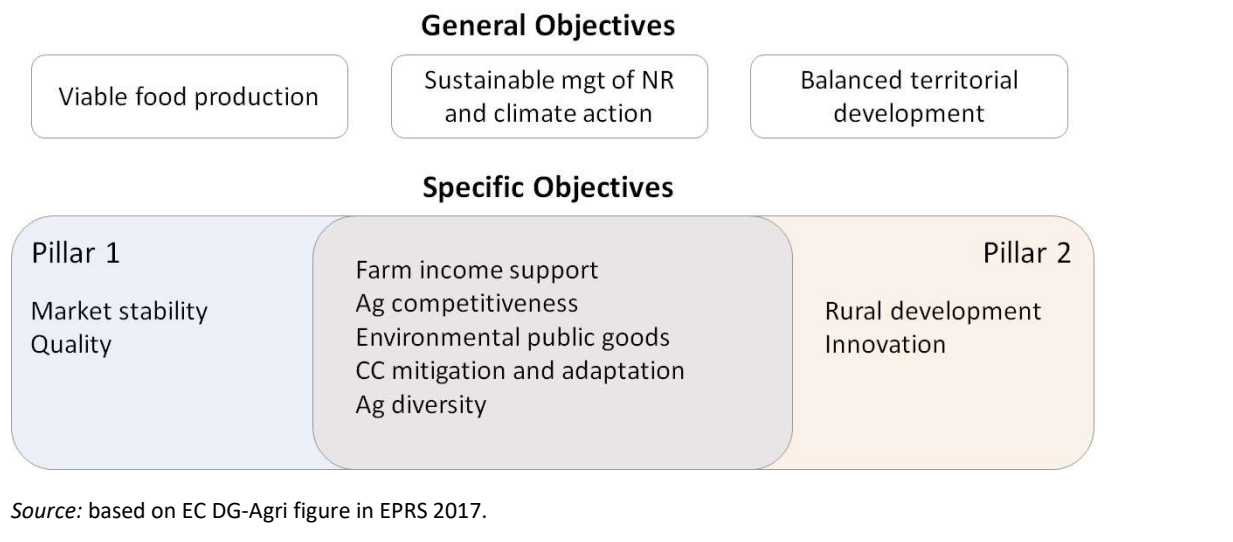 General Objectives
Viable food production
Sustainable mgt of NR
and climate action
Balanced territorial
development
Specific Objectives
Pillar 1
Market stability
Quality
Farm income support
Ag competitiveness
Environmental public goods
CC mitigation and adaptation
Ag diversity
Pillar 2
Rural development
Innovation
Source: based on EC DG-Agri figure in EPRS 2017.